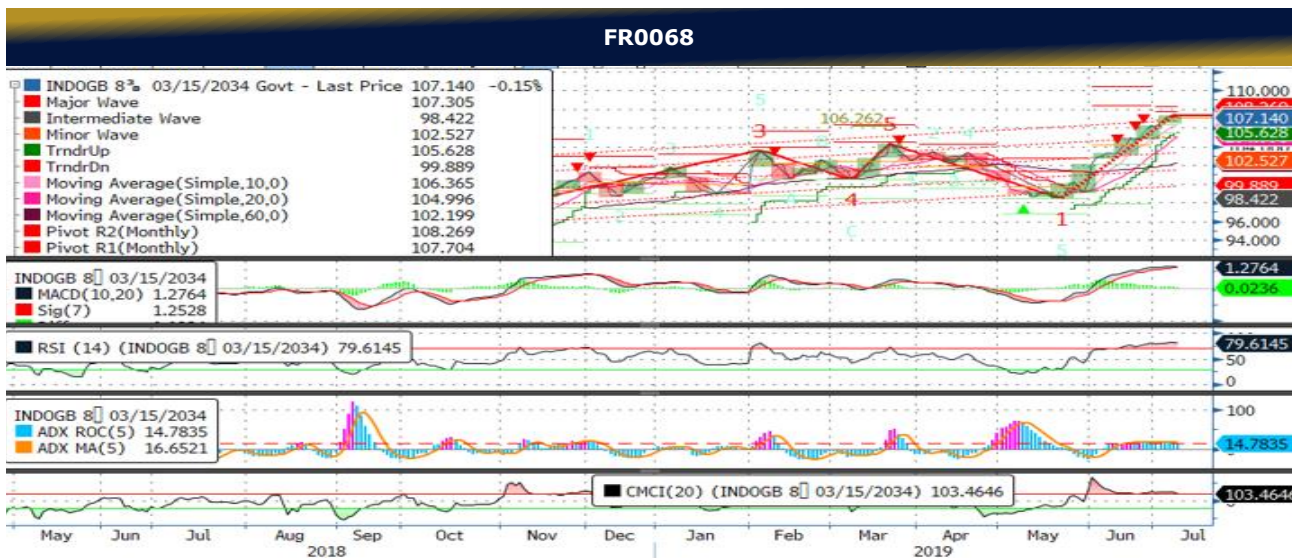 FR0068
INDOGB 8⅜ 03/15/2034 Govt - Last Price 107.140 -0.15%
Major Wave 107.305
Intermediate Wave 98.422
Minor Wave 102.527
TrndrUp 105.628
TrndrDn 99.889
Moving Average(Simple,10,0) 106.365
Moving Average(Simple,20,0) 104.996
Moving Average(Simple,60,0) 102.199
Pivot R2(Monthly) 108.269
Pivot R1(Monthly) 107.704
3
106.262
5
4
1
C
S
110.000
107.140
105.628
102.527
99.889
98.422
96.000
94.000
INDOGB 8▯ 03/15/2034
MACD(10,20) 1.2764
Sig(7) 1.2528
1.2764
0.0236
RSI (14) (INDOGB 8▯ 03/15/2034) 79.6145
79.6145
50
0
INDOGB 8▯ 03/15/2034
ADX ROC(5) 14.7835
ADX MA(5) 16.6521
100
14.7835
CMCI(20) (INDOGB 8▯ 03/15/2034) 103.4646
103.4646
May Jun Jul Aug Sep Oct Nov Dec Jan Feb Mar Apr May Jun Jul
2018 2019